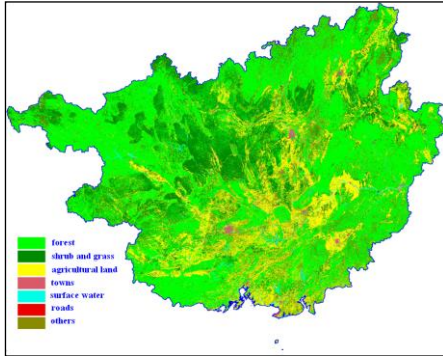 forest
shrub and grass
agricultural land
towns
surface water
roads
others